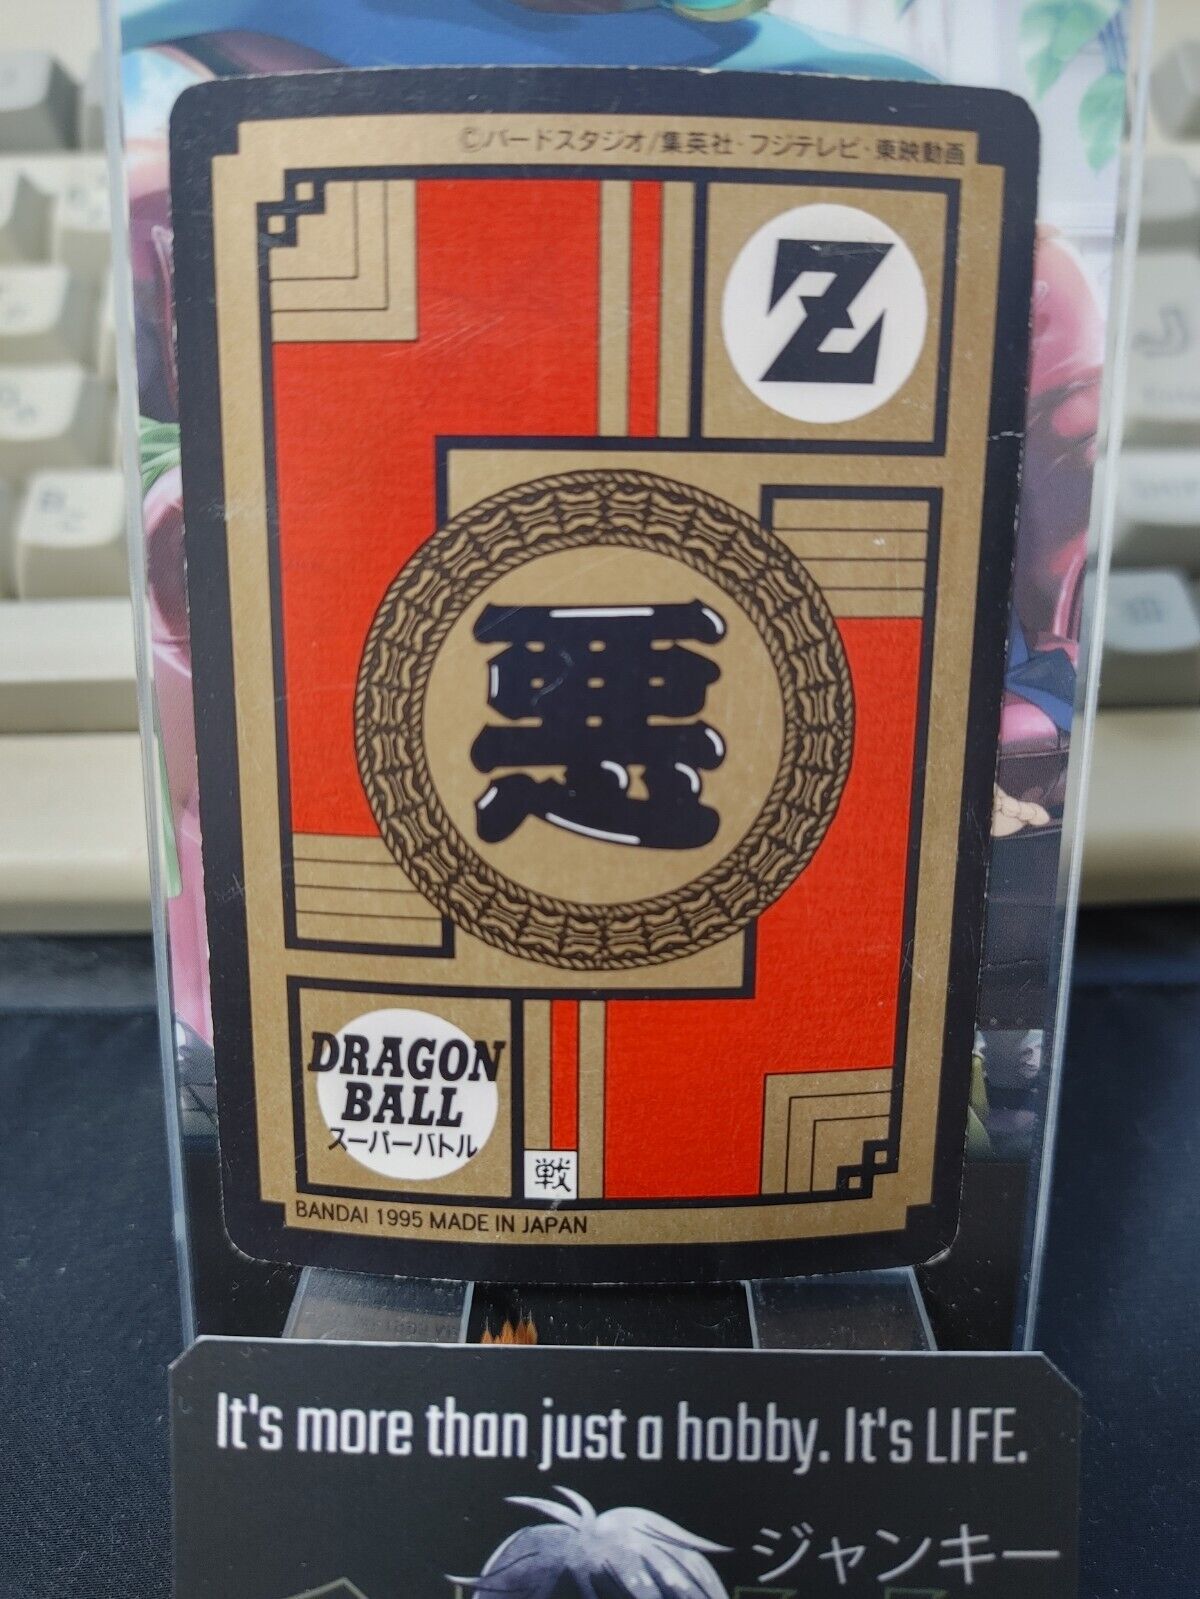 ©バードスタジオ/集英社・フジテレビ・東映動画
Z
悪
DRAGON
BALL
スーパーバトル
戦
BANDAI 1995 MADE IN JAPAN
It's more than just a hobby. It's LIFE.
ジャンキー